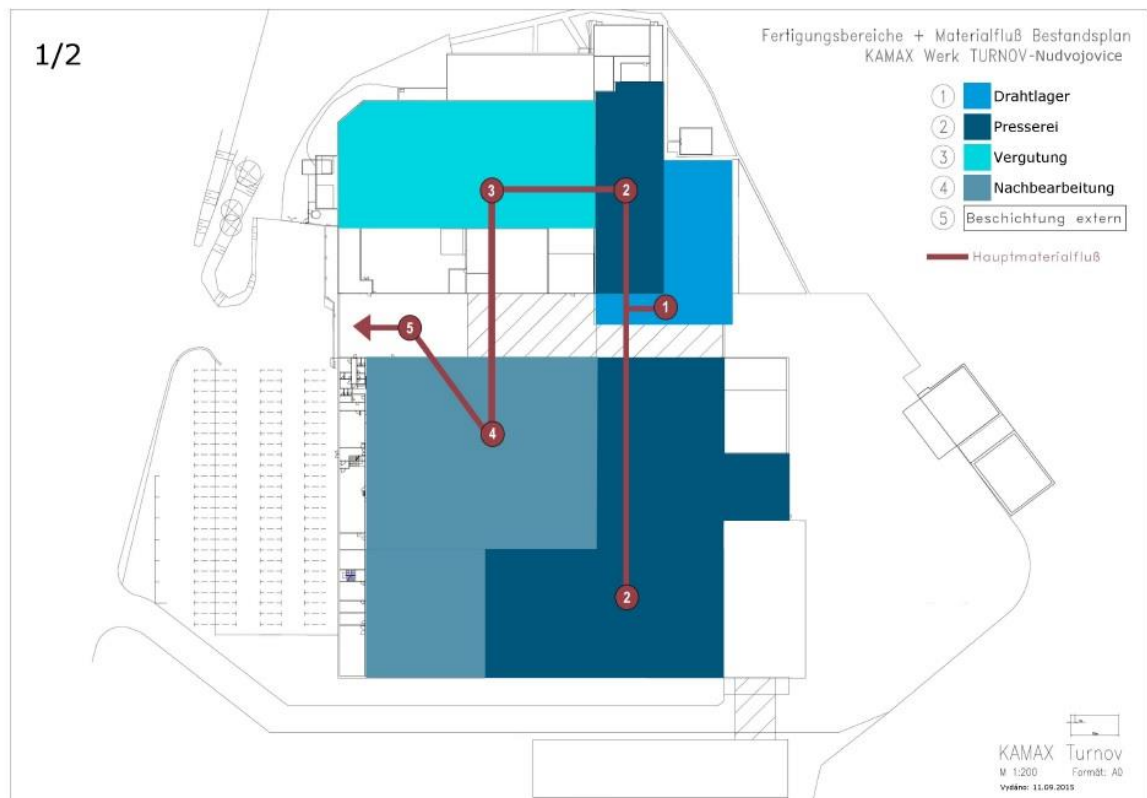 1/2
Fertigungsbereiche + Materialfluß Bestandsplan
KAMAX Werk TURNOV-Nudvojovice
1 Drahtlager
2 Presserei
3 Vergutung
4 Nachbearbeitung
5 Beschichtung extern
Hauptmaterialfluß
3
2
1
5
4
2
KAMAX Turnov
M 1:200 Formát: A0
Vydáno: 11.09.2015